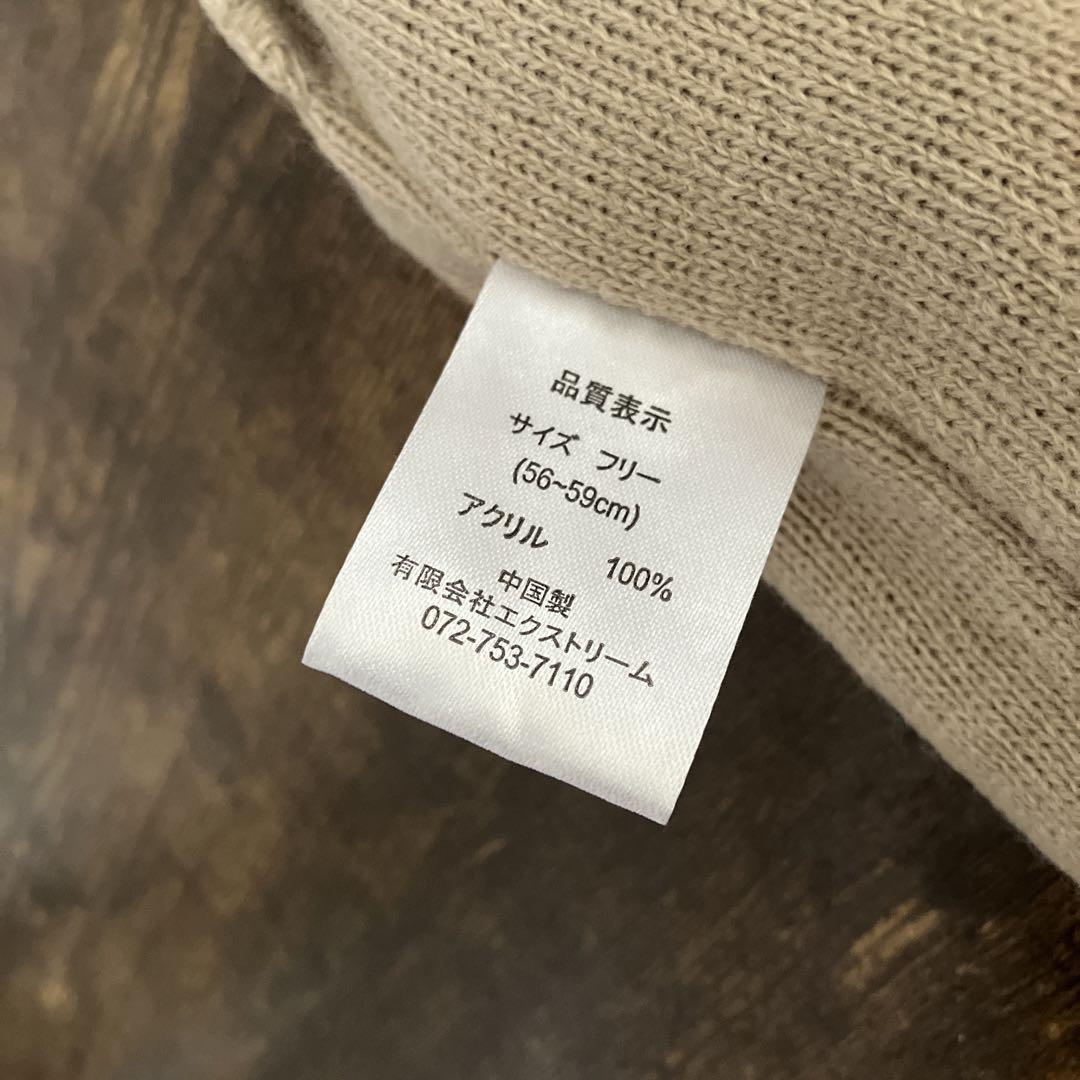 品質表示
サイズ フリー
(56~59cm)
アクリル 100%
中国製
有限会社エクストリーム
072-753-7110